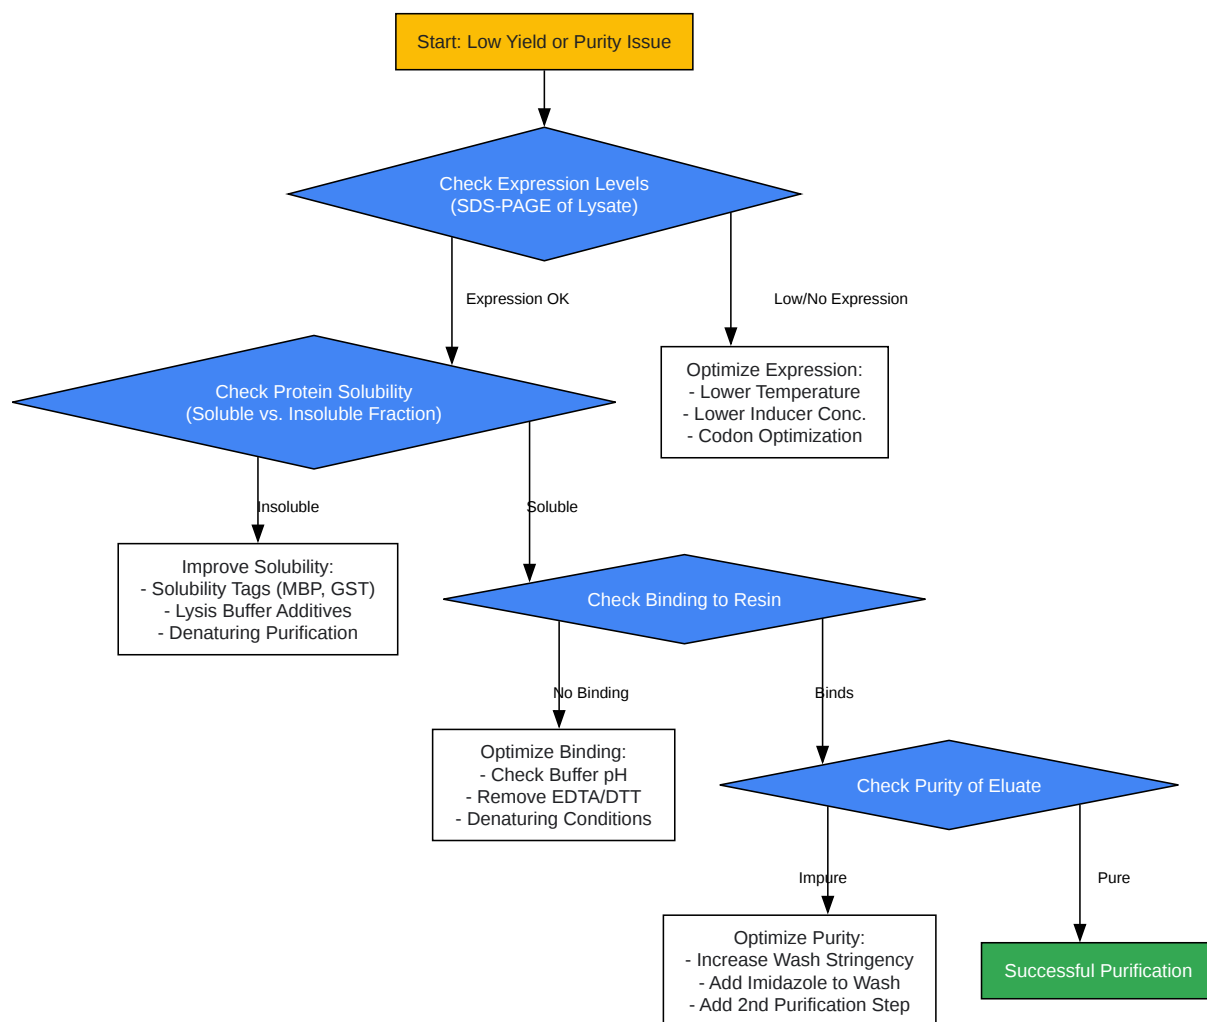 Start: Low Yield or Purity Issue
Check Expression Levels
(SDS-PAGE of Lysate)
Expression OK
Low/No Expression
Check Protein Solubility
(Soluble vs. Insoluble Fraction)
Optimize Expression:
- Lower Temperature
- Lower Inducer Conc.
- Codon Optimization
Insoluble
Soluble
Improve Solubility:
- Solubility Tags (MBP, GST)
- Lysis Buffer Additives
- Denaturing Purification
Check Binding to Resin
No Binding
Binds
Optimize Binding:
- Check Buffer pH
- Remove EDTA/DTT
- Denaturing Conditions
Check Purity of Eluate
Impure
Pure
Optimize Purity:
- Increase Wash Stringency
- Add Imidazole to Wash
- Add 2nd Purification Step
Successful Purification